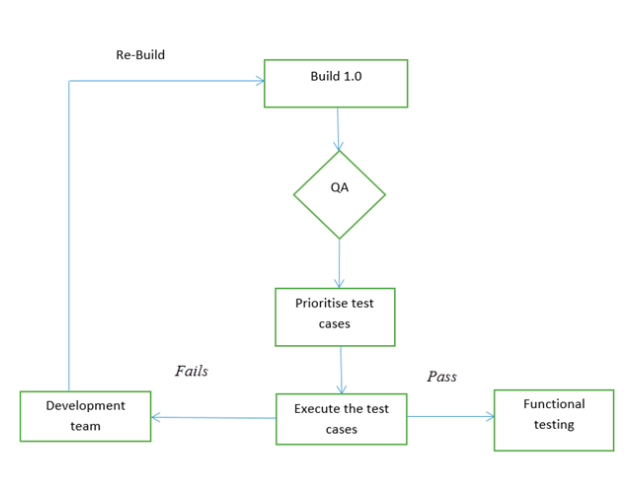 Re-Build
Build 1.0
QA
Prioritise test
cases
Fails
Pass
Development
team
Execute the test
cases
Functional
testing